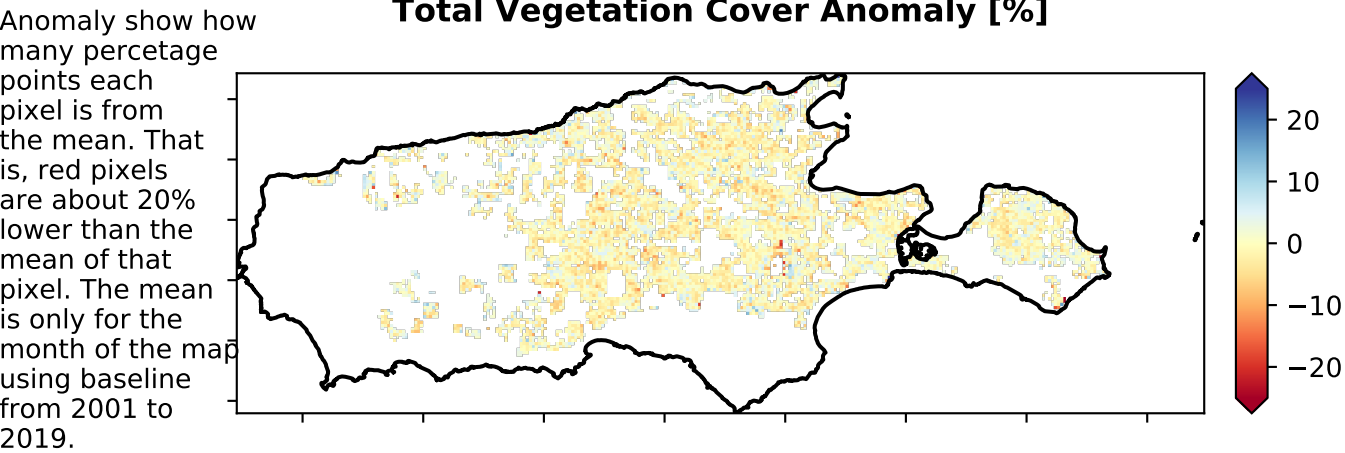 Total Vegetation Cover Anomaly [%]
Anomaly show how
many percetage
points each
pixel is from
the mean. That
is, red pixels
are about 20%
lower than the
mean of that
pixel. The mean
is only for the
month of the map
using baseline
from 2001 to
2019.
20
10
0
−10
−20